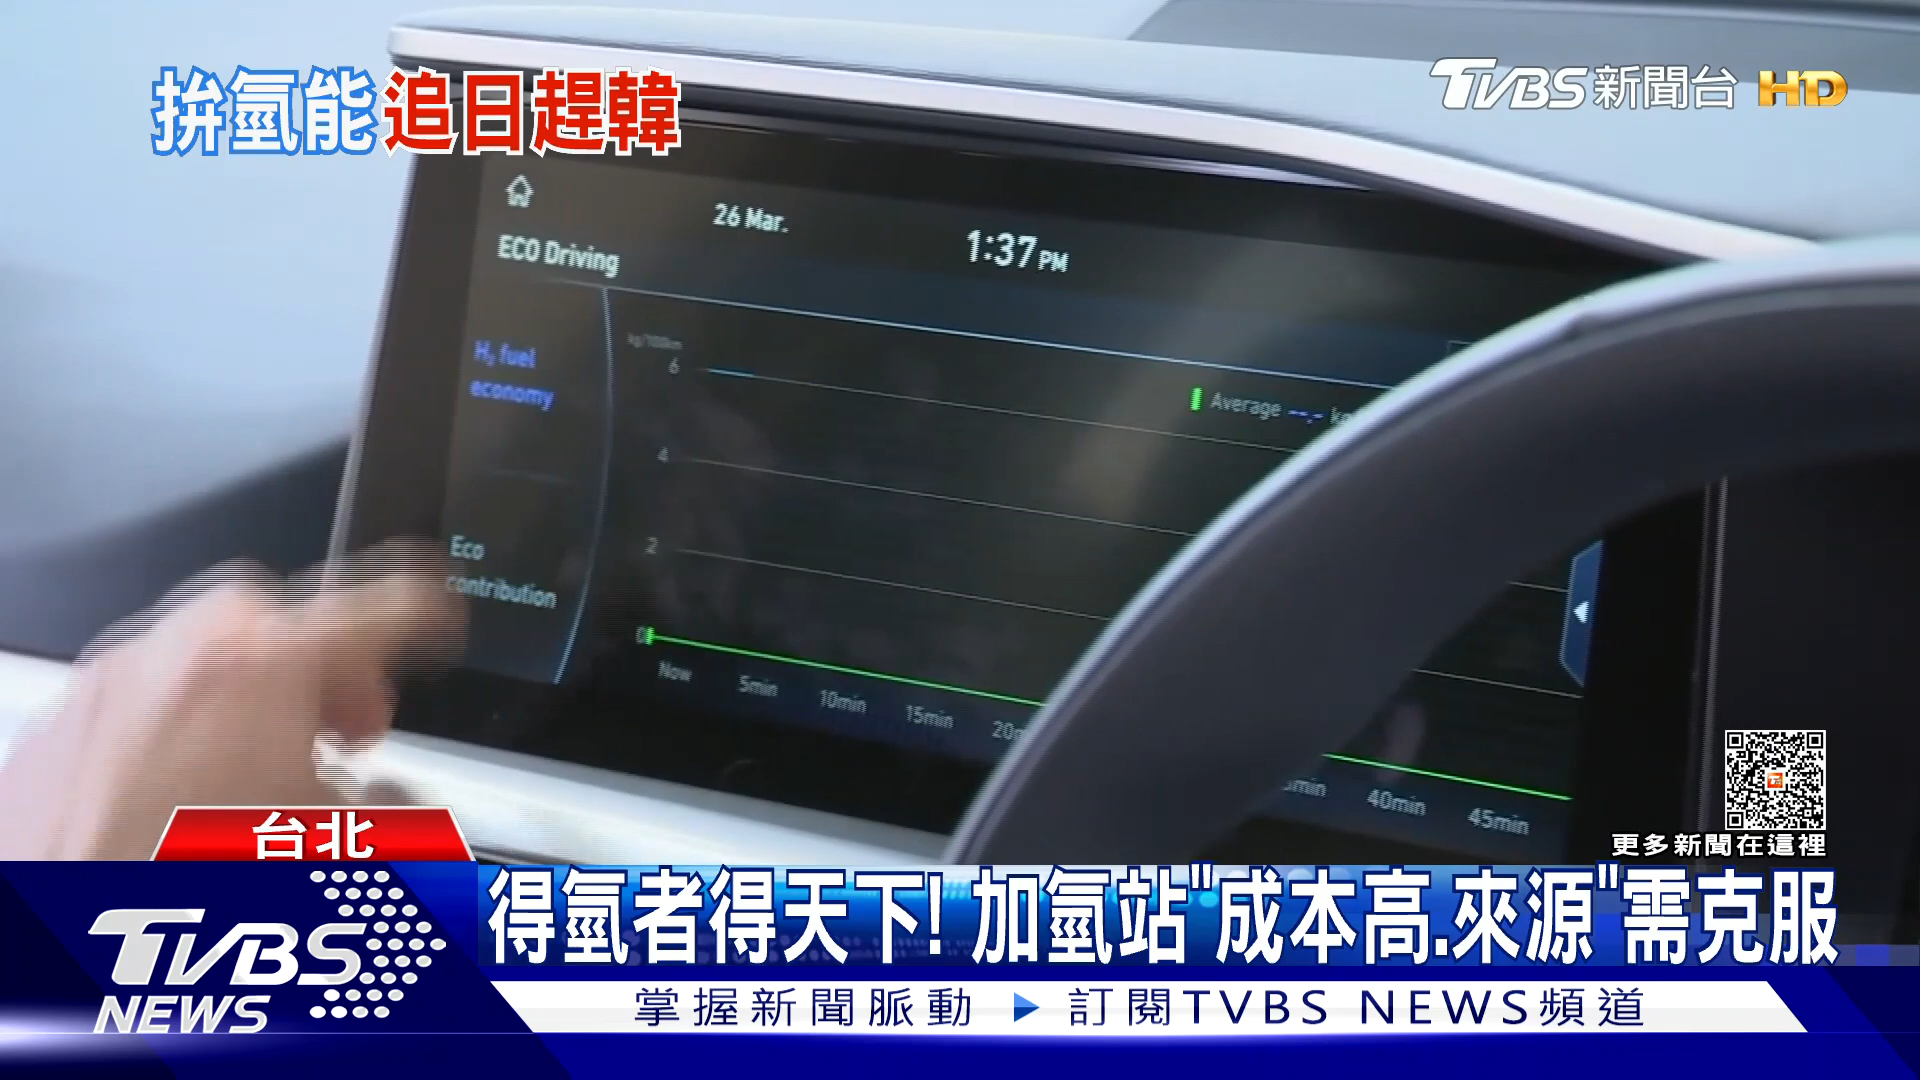 拚氫能 追日趕韓
TVBS新聞台 HD
26 Mar.
1:37 PM
ECO Driving
H₂ fuel
economy
Eco
contribution
kg/100km
6
4
2
0
Average --.-
Now 5min 10min 15min 40min 45min
更多新聞在這裡
台北
得氫者得天下! 加氫站"成本高.來源"需克服
TVBS
NEWS
掌握新聞脈動 ▶ 訂閱TVBS NEWS頻道